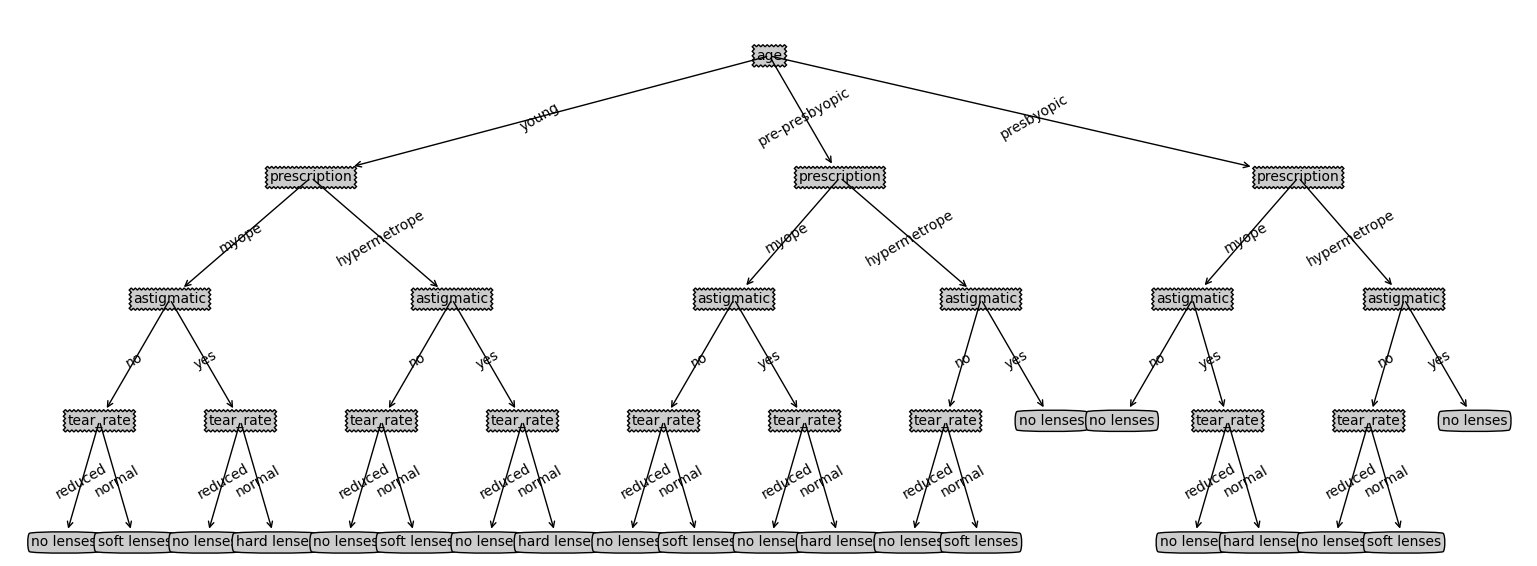 age
young pre-presbyopic presbyopic
prescription prescription prescription
myope hypermetrope myope hypermetrope myope hypermetrope
astigmatic astigmatic astigmatic astigmatic astigmatic astigmatic
no yes no yes no yes no yes no yes no yes
tear_rate tear_rate tear_rate tear_rate tear_rate tear_rate tear_rate no lenses no lenses tear_rate tear_rate no lenses
reduced normal reduced normal reduced normal reduced normal reduced normal reduced normal reduced normal reduced normal reduced normal
no lenses soft lenses no lenses hard lenses no lenses soft lenses no lenses hard lenses no lenses soft lenses no lenses hard lenses no lenses soft lenses no lenses hard lenses no lenses soft lenses